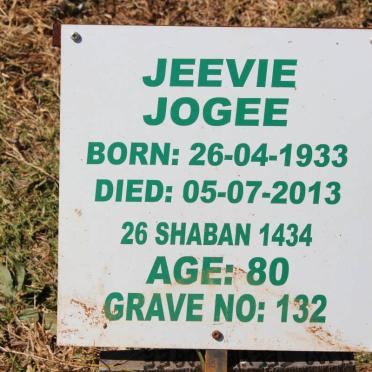 JEEVIE
JOGEE
BORN: 26-04-1933
DIED: 05-07-2013
26 SHABAN 1434
AGE: 80
GRAVE NO: 132